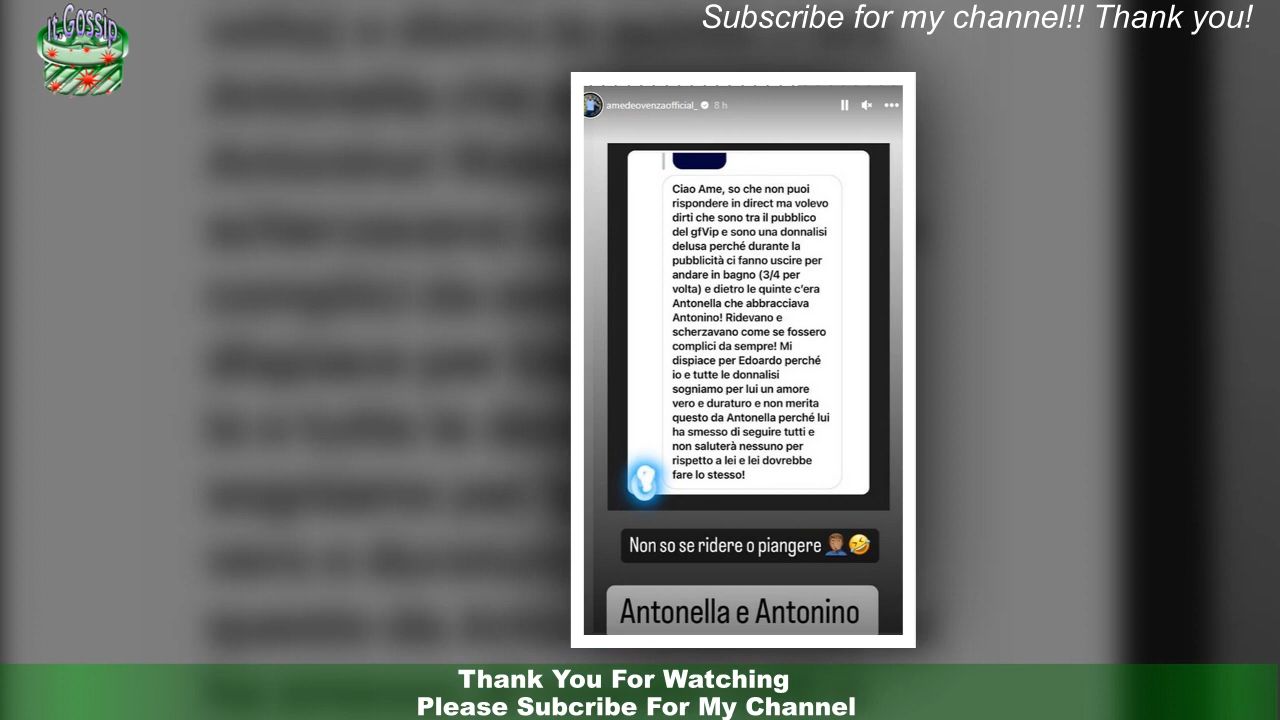 It.Gossip
Subscribe for my channel!! Thank you!
amedeovenzaofficial_ 8 h
Ciao Ame, so che non puoi
rispondere in direct ma volevo
dirti che sono tra il pubblico
del gfVip e sono una donnalisi
delusa perché durante la
pubblicità ci fanno uscire per
andare in bagno (3/4 per
volta) e dietro le quinte c'era
Antonella che abbracciava
Antonino! Ridevano e
scherzavano come se fossero
complici da sempre! Mi
dispiace per Edoardo perché
io e tutte le donnalisi
sogniamo per lui un amore
vero e duraturo e non merita
questo da Antonella perché lui
ha smesso di seguire tutti e
non saluterà nessuno per
rispetto a lei e lei dovrebbe
fare lo stesso!
Non so se ridere o piangere 🤦🏽‍♂️🤣
Antonella e Antonino
Thank You For Watching
Please Subcribe For My Channel